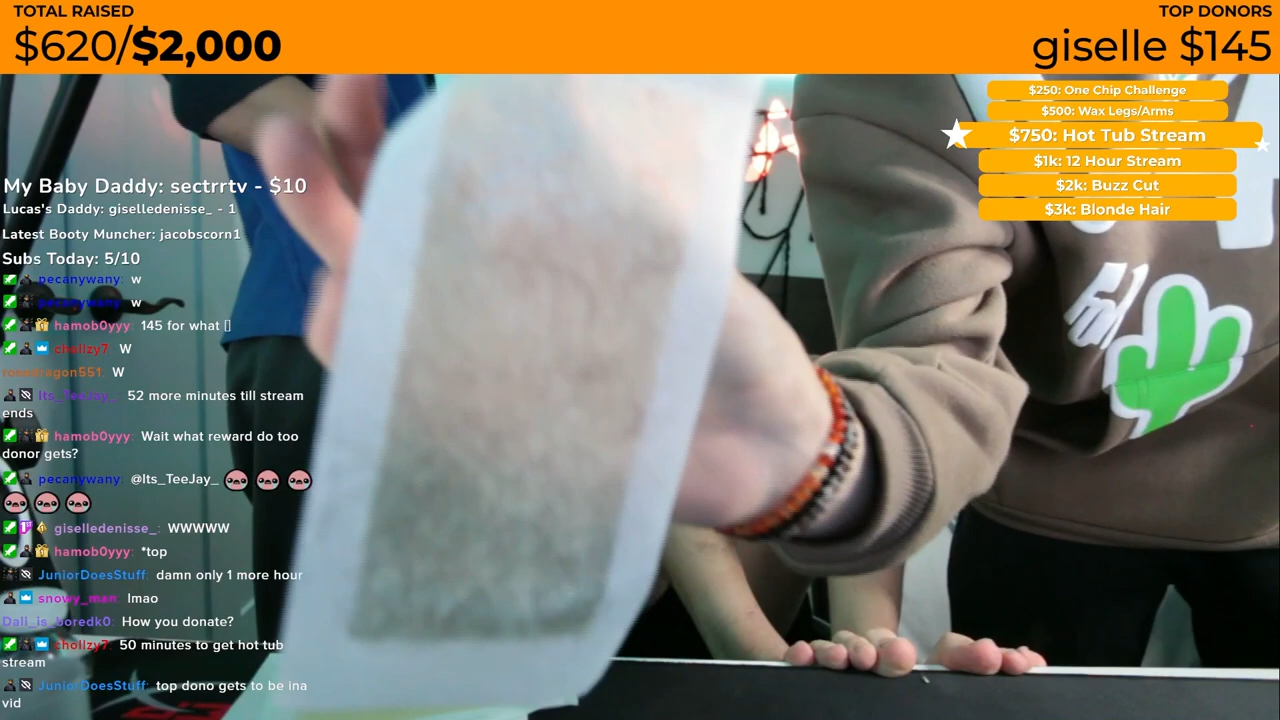 TOTAL RAISED
$620/$2,000
TOP DONORS
giselle $145
$250: One Chip Challenge
$500: Wax Legs/Arms
$750: Hot Tub Stream
$1k: 12 Hour Stream
$2k: Buzz Cut
$3k: Blonde Hair
My Baby Daddy: sectrrtv - $10
Lucas's Daddy: giselledenisse_ - 1
Latest Booty Muncher: jacobscorn1
Subs Today: 5/10
pecanywany: w
pecanywany: w
hamob0yyy: 145 for what []
chollzy7: W
W
Its_TeeJay_: 52 more minutes till stream
ends
hamob0yyy: Wait what reward do too
donor gets?
pecanywany: @Its_TeeJay_
giselledenisse_: WWWWW
hamob0yyy: *top
JuniorDoesStuff: damn only 1 more hour
snowy_man: lmao
Dali_is_boredk0: How you donate?
chollzy7: 50 minutes to get hot tub
stream
JuniorDoesStuff: top dono gets to be ina
vid